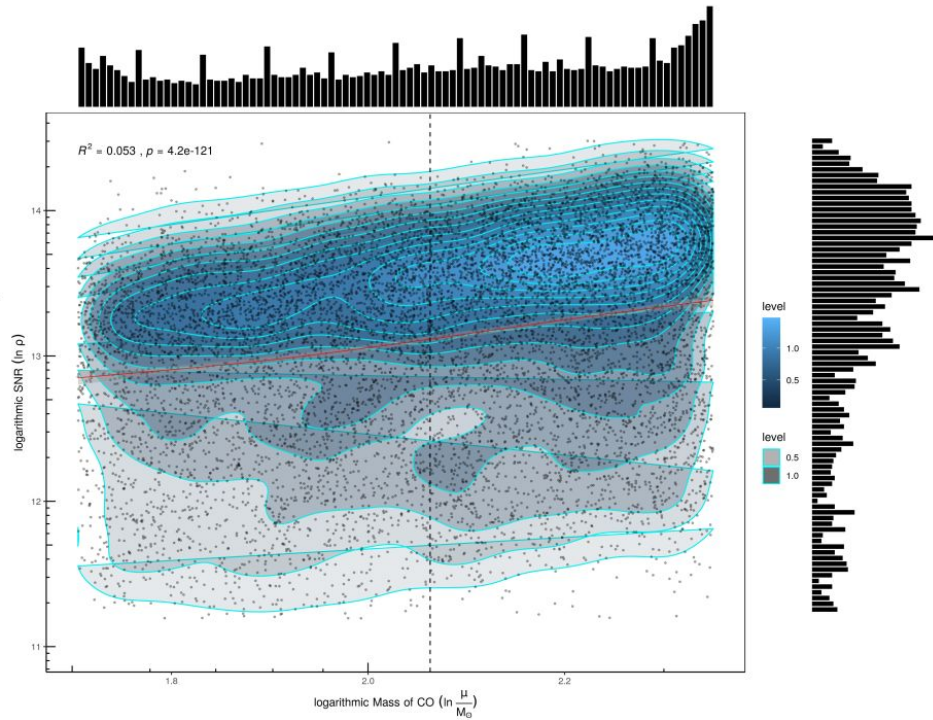 R² = 0.053 , p = 4.2e-121
14
13
12
11
logarithmic SNR (ln ρ)
1.8
2.0
2.2
logarithmic Mass of CO (ln μ/M⊙)
level
1.0
0.5
level
0.5
1.0